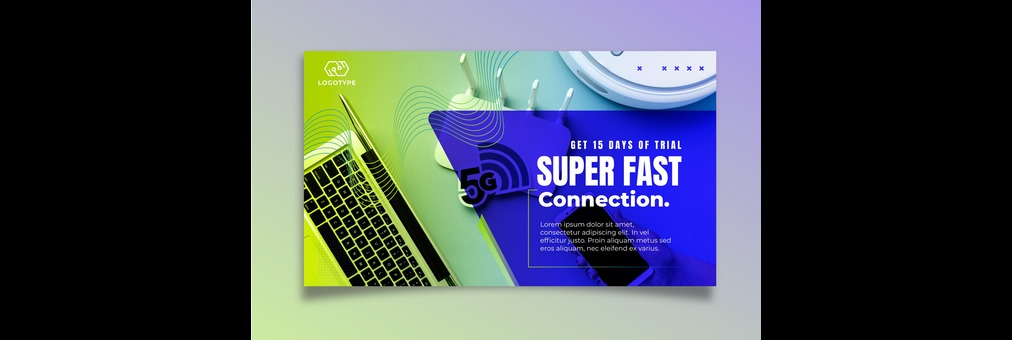 LOGOTYPE
GET 15 DAYS OF TRIAL
SUPER FAST
Connection.
5G
Lorem ipsum dolor sit amet,
consectetur adipiscing elit. In vel
efficitur justo. Proin aliquam metus sed
eros aliquam, nec eleifend ex varius.